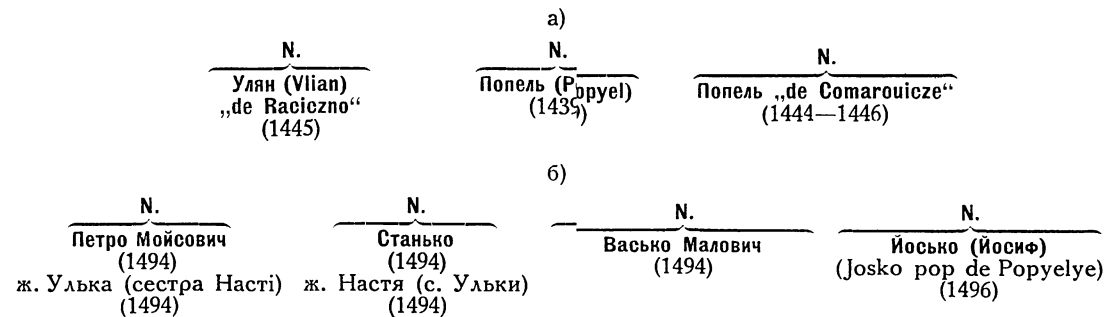 а)
N. N. N.
Улян (Vlian) Попель (Popyel) Попель „de Comarouicze“
„de Raciczno“ (1439) (1444—1446)
(1445)
б)
N. N. N. N.
Петро Мойсович Станько Васько Малович Йосько (Йосиф)
(1494) (1494) (1494) (Josko pop de Popyelye)
ж. Улька (сестра Насті) ж. Настя (с. Ульки) (1496)
(1494) (1494)